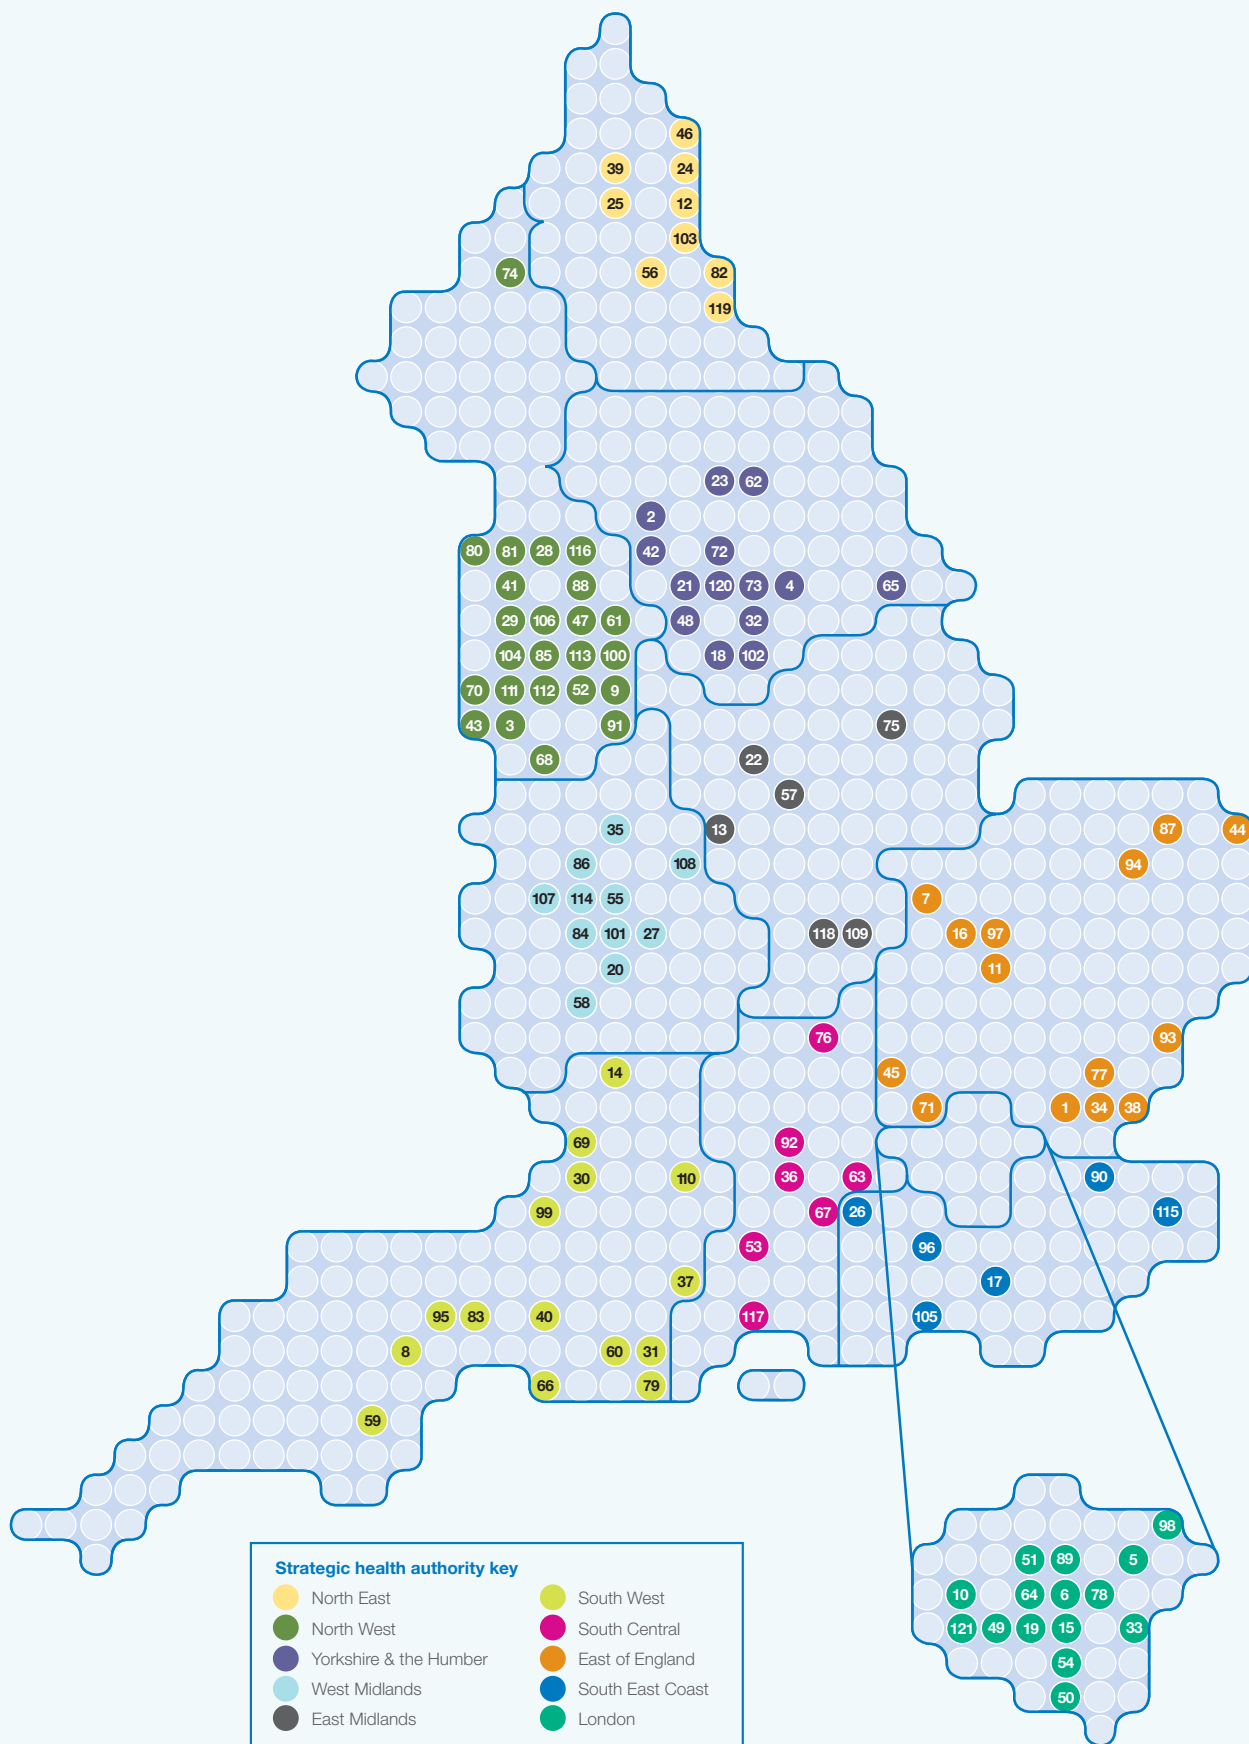 46
39 24
25 12
103
74 56 82
119
23 62
2
80 81 28 116 42 72
41 88 21 120 73 4 65
29 106 47 61 48 32
104 85 113 100 18 102
70 111 112 52 9
43 3 91 75
68 22
57
35 13 87 44
86 108 94
107 114 55 7
84 101 27 118 109 16 97
20 11
58
76 93
14 45 77
71 1 34 38
69 92
30 110 36 63 90
99 67 26 115
53 96
37 17
95 83 40 117 105
8 60 31
66 79
59
98
51 89 5
10 64 6 78
121 49 19 15 33
54
50
Strategic health authority key
North East
North West
Yorkshire & the Humber
West Midlands
East Midlands
South West
South Central
East of England
South East Coast
London